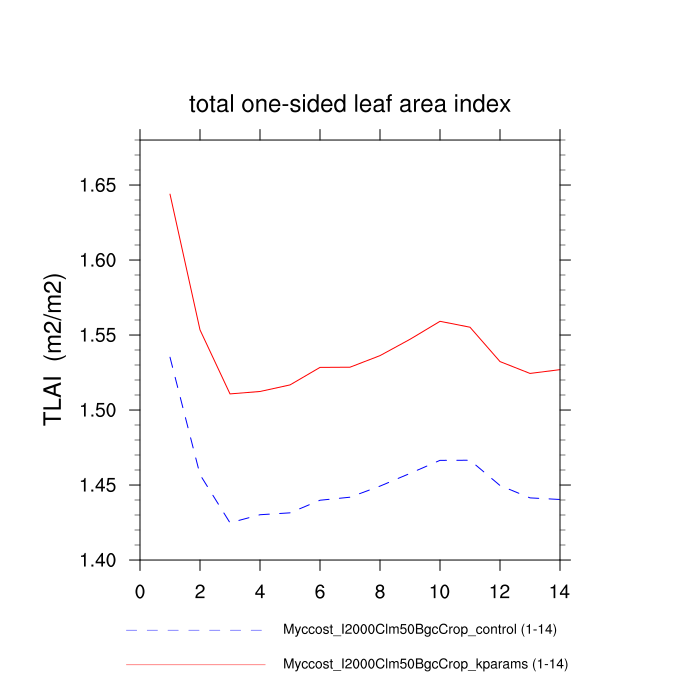 total one-sided leaf area index
TLAI (m2/m2)
1.65
1.60
1.55
1.50
1.45
1.40
0 2 4 6 8 10 12 14
Myccost_I2000Clm50BgcCrop_control (1-14)
Myccost_I2000Clm50BgcCrop_kparams (1-14)